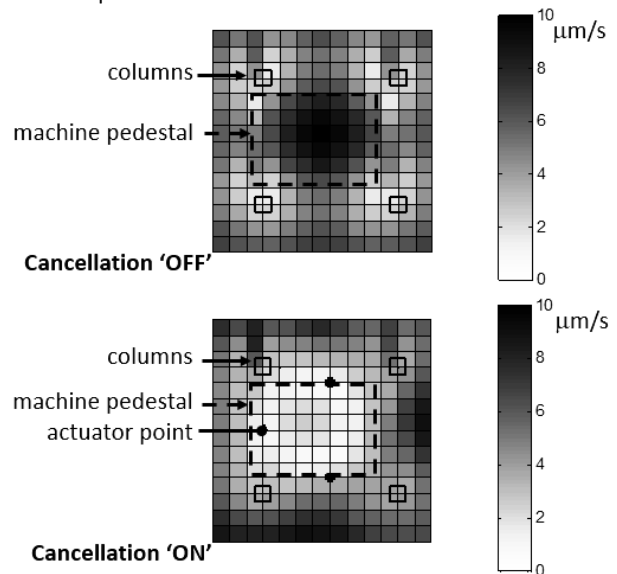 10
μm/s
8
6
4
2
0
columns
machine pedestal
Cancellation ‘OFF’
10
μm/s
8
6
4
2
0
columns
machine pedestal
actuator point
Cancellation ‘ON’